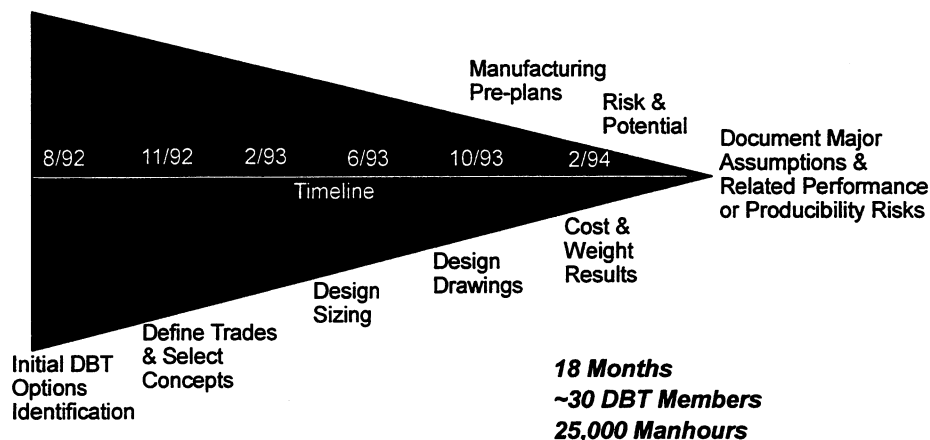 Manufacturing
Pre-plans
Risk &
Potential
Document Major
Assumptions &
Related Performance
or Producibility Risks
8/92 11/92 2/93 6/93 10/93 2/94
Timeline
Cost &
Weight
Results
Design
Drawings
Design
Sizing
Define Trades
& Select
Concepts
Initial DBT
Options
Identification
18 Months
~30 DBT Members
25,000 Manhours